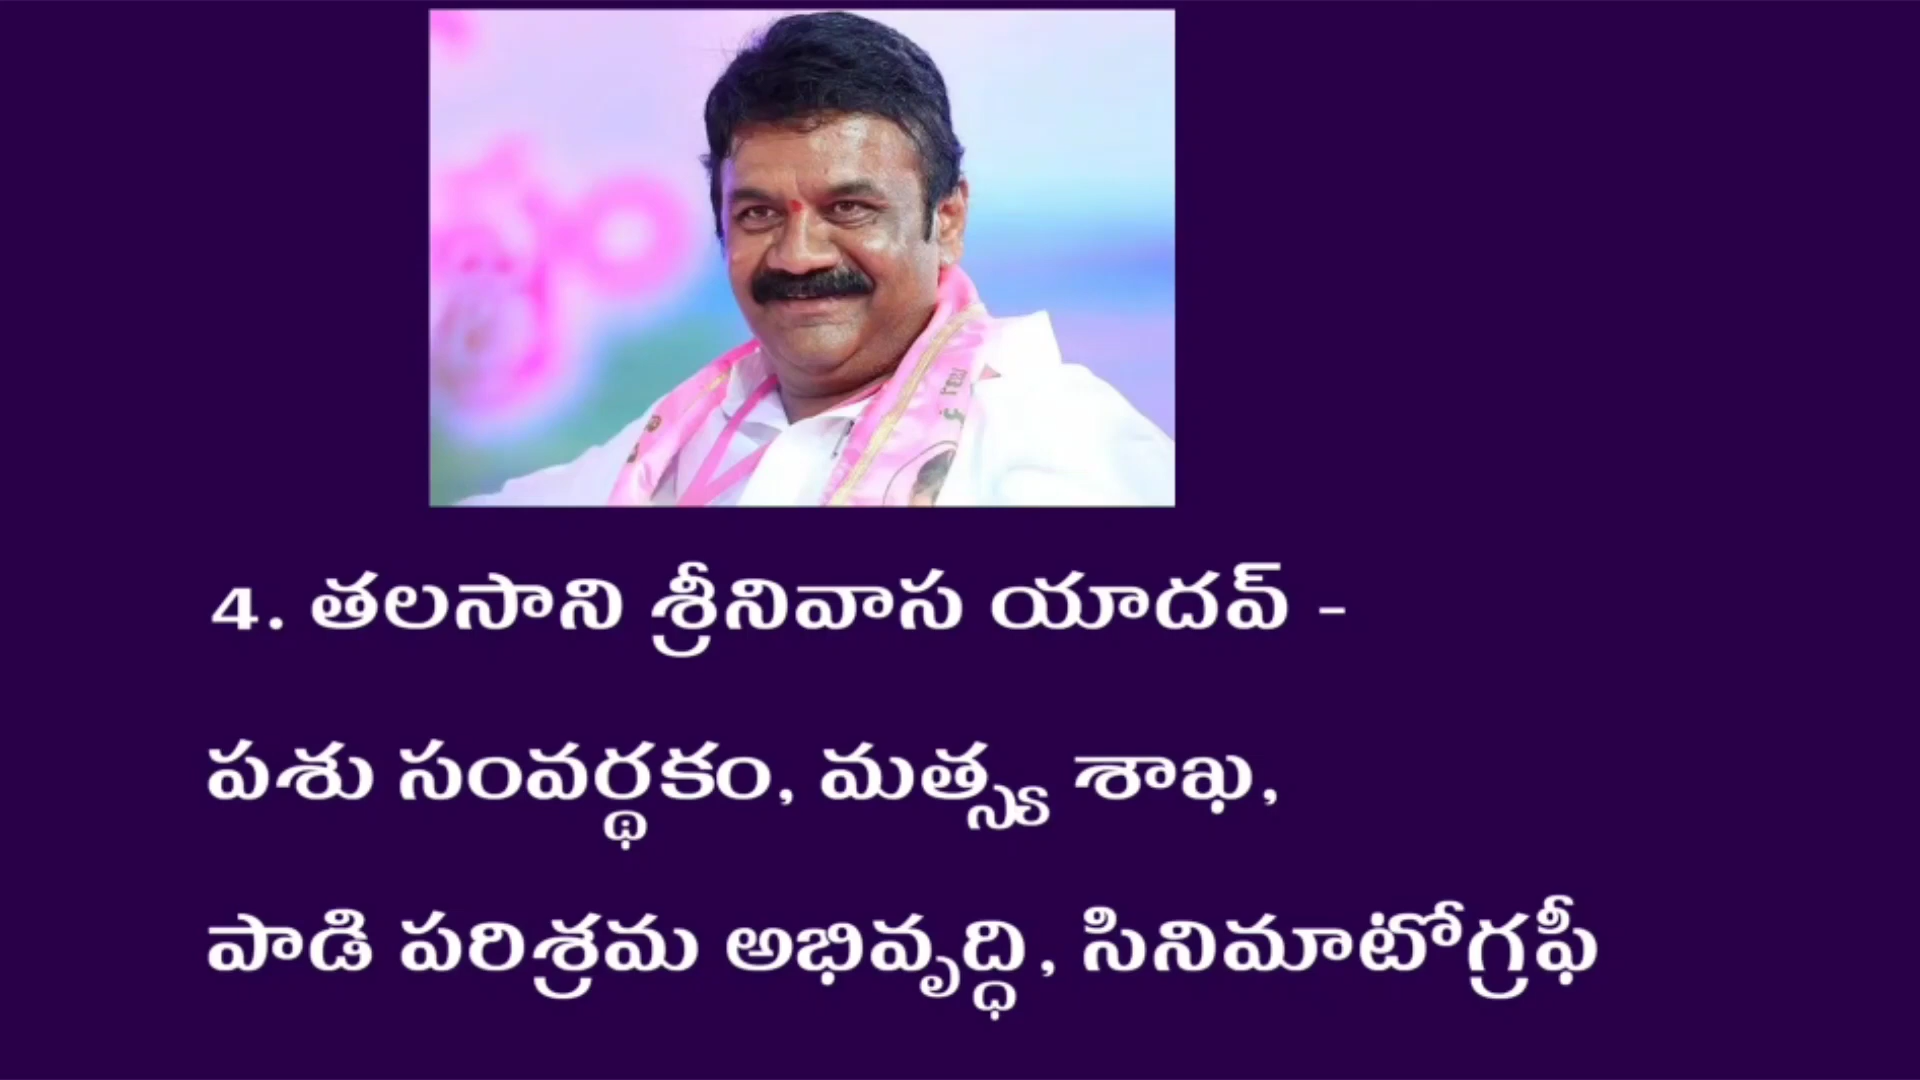 4. తలసాని శ్రీనివాస యాదవ్ -
పశు సంవర్థకం, మత్స్య శాఖ,
పాడి పరిశ్రమ అభివృద్ధి, సినిమాటోగ్రఫీ